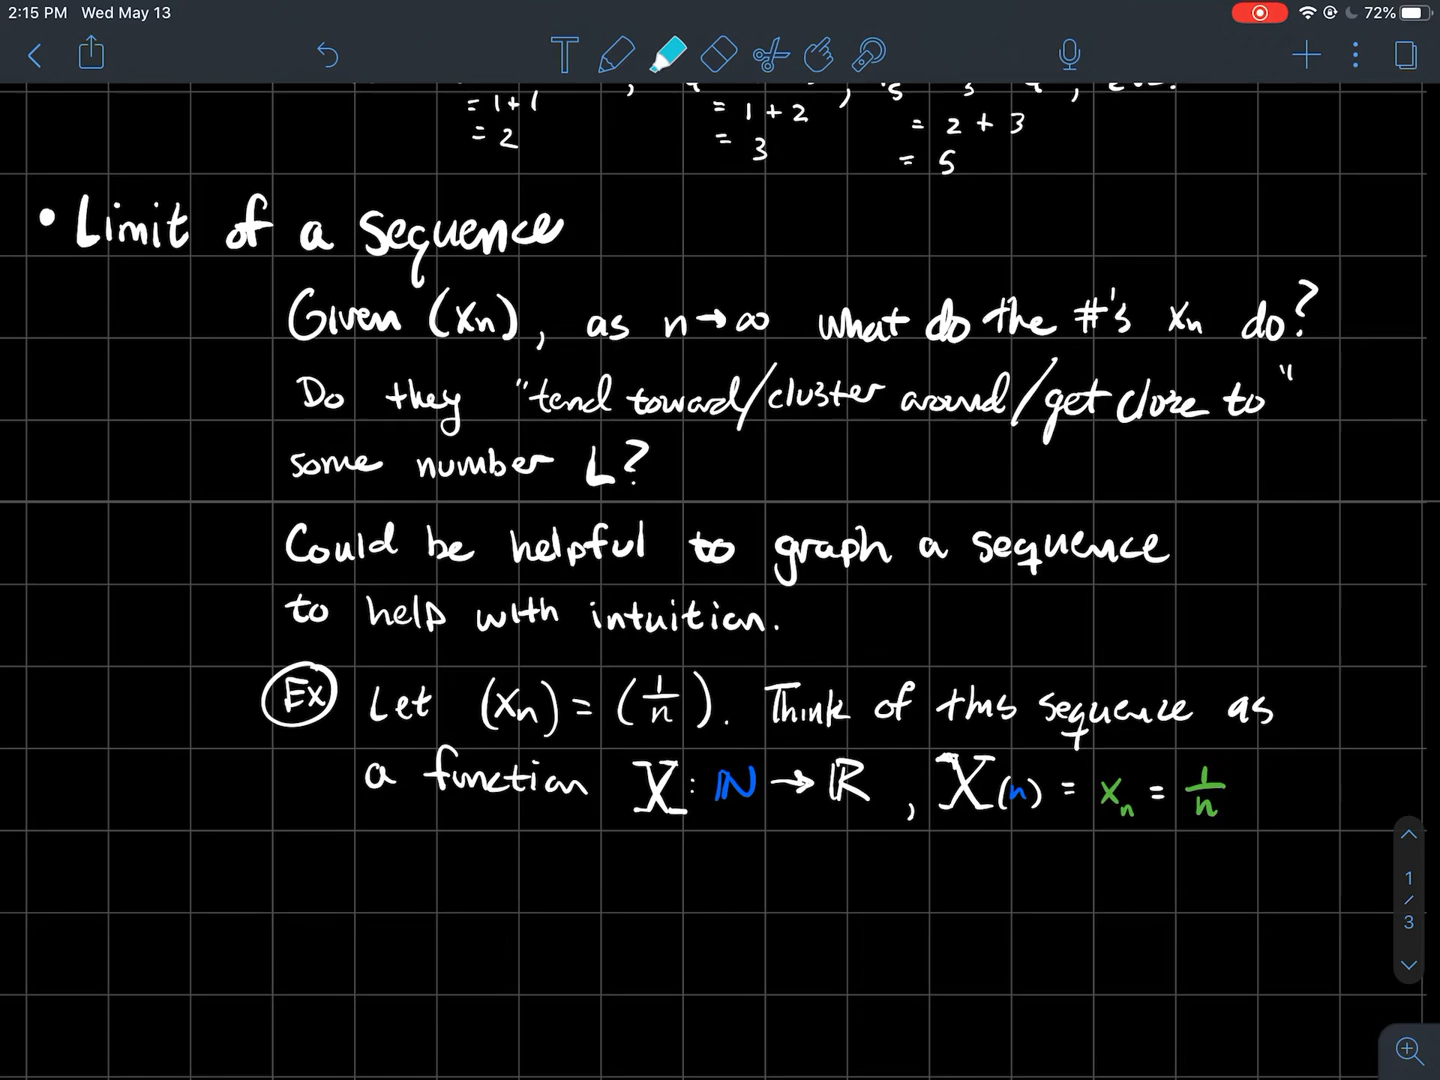 2:15 PM Wed May 13
72%
= 1+1
= 2
= 1 + 2
= 3
= 2 + 3
= 5
• Limit of a sequence
Given (xn), as n→∞ what do the #'s xn do?
Do they "tend toward/cluster around/get close to"
some number L?
Could be helpful to graph a sequence
to help with intuition.
Ex Let (xn) = (1/n). Think of this sequence as
a function X: ℕ → ℝ, X(n) = xn = 1/n
1
/
3